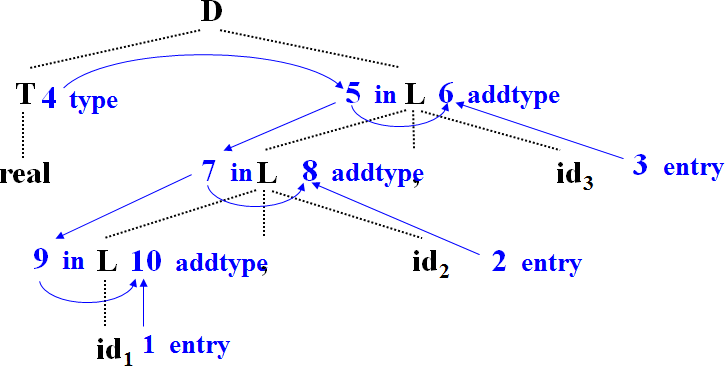 D
T 4 type 5 in L 6 addtype
real 7 in L 8 addtype , id3 3 entry
9 in L 10 addtype , id2 2 entry
id1 1 entry